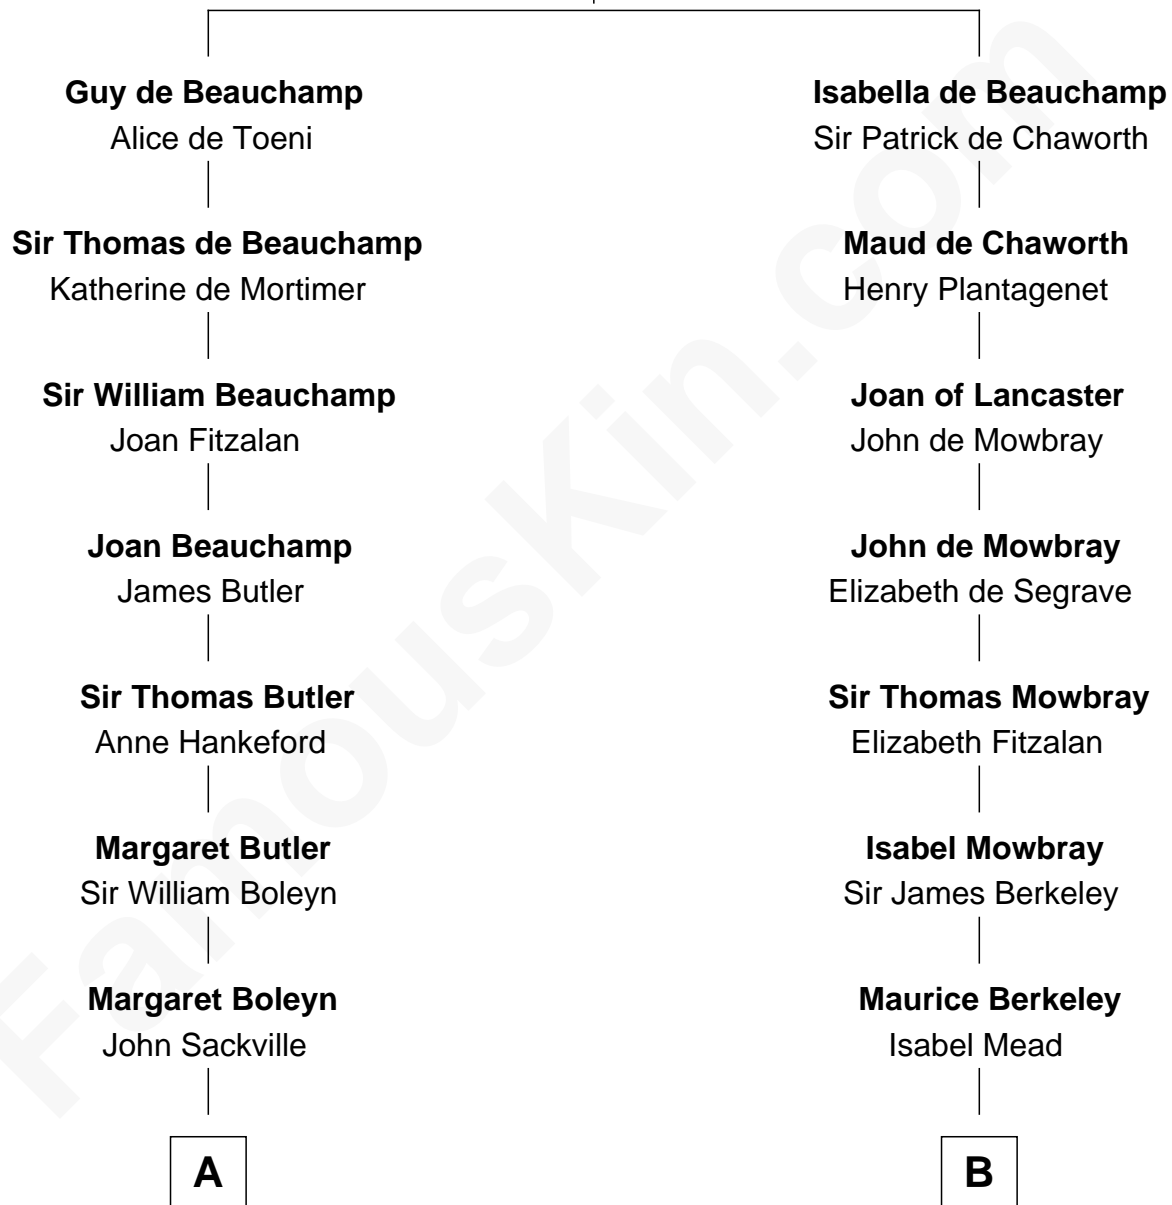 Guy de Beauchamp
Alice de Toeni
Sir Thomas de Beauchamp
Katherine de Mortimer
Sir William Beauchamp
Joan Fitzalan
Joan Beauchamp
James Butler
Sir Thomas Butler
Anne Hankeford
Margaret Butler
Sir William Boleyn
Margaret Boleyn
John Sackville
A
Isabella de Beauchamp
Sir Patrick de Chaworth
Maud de Chaworth
Henry Plantagenet
Joan of Lancaster
John de Mowbray
John de Mowbray
Elizabeth de Segrave
Sir Thomas Mowbray
Elizabeth Fitzalan
Isabel Mowbray
Sir James Berkeley
Maurice Berkeley
Isabel Mead
B
FamousKin.com